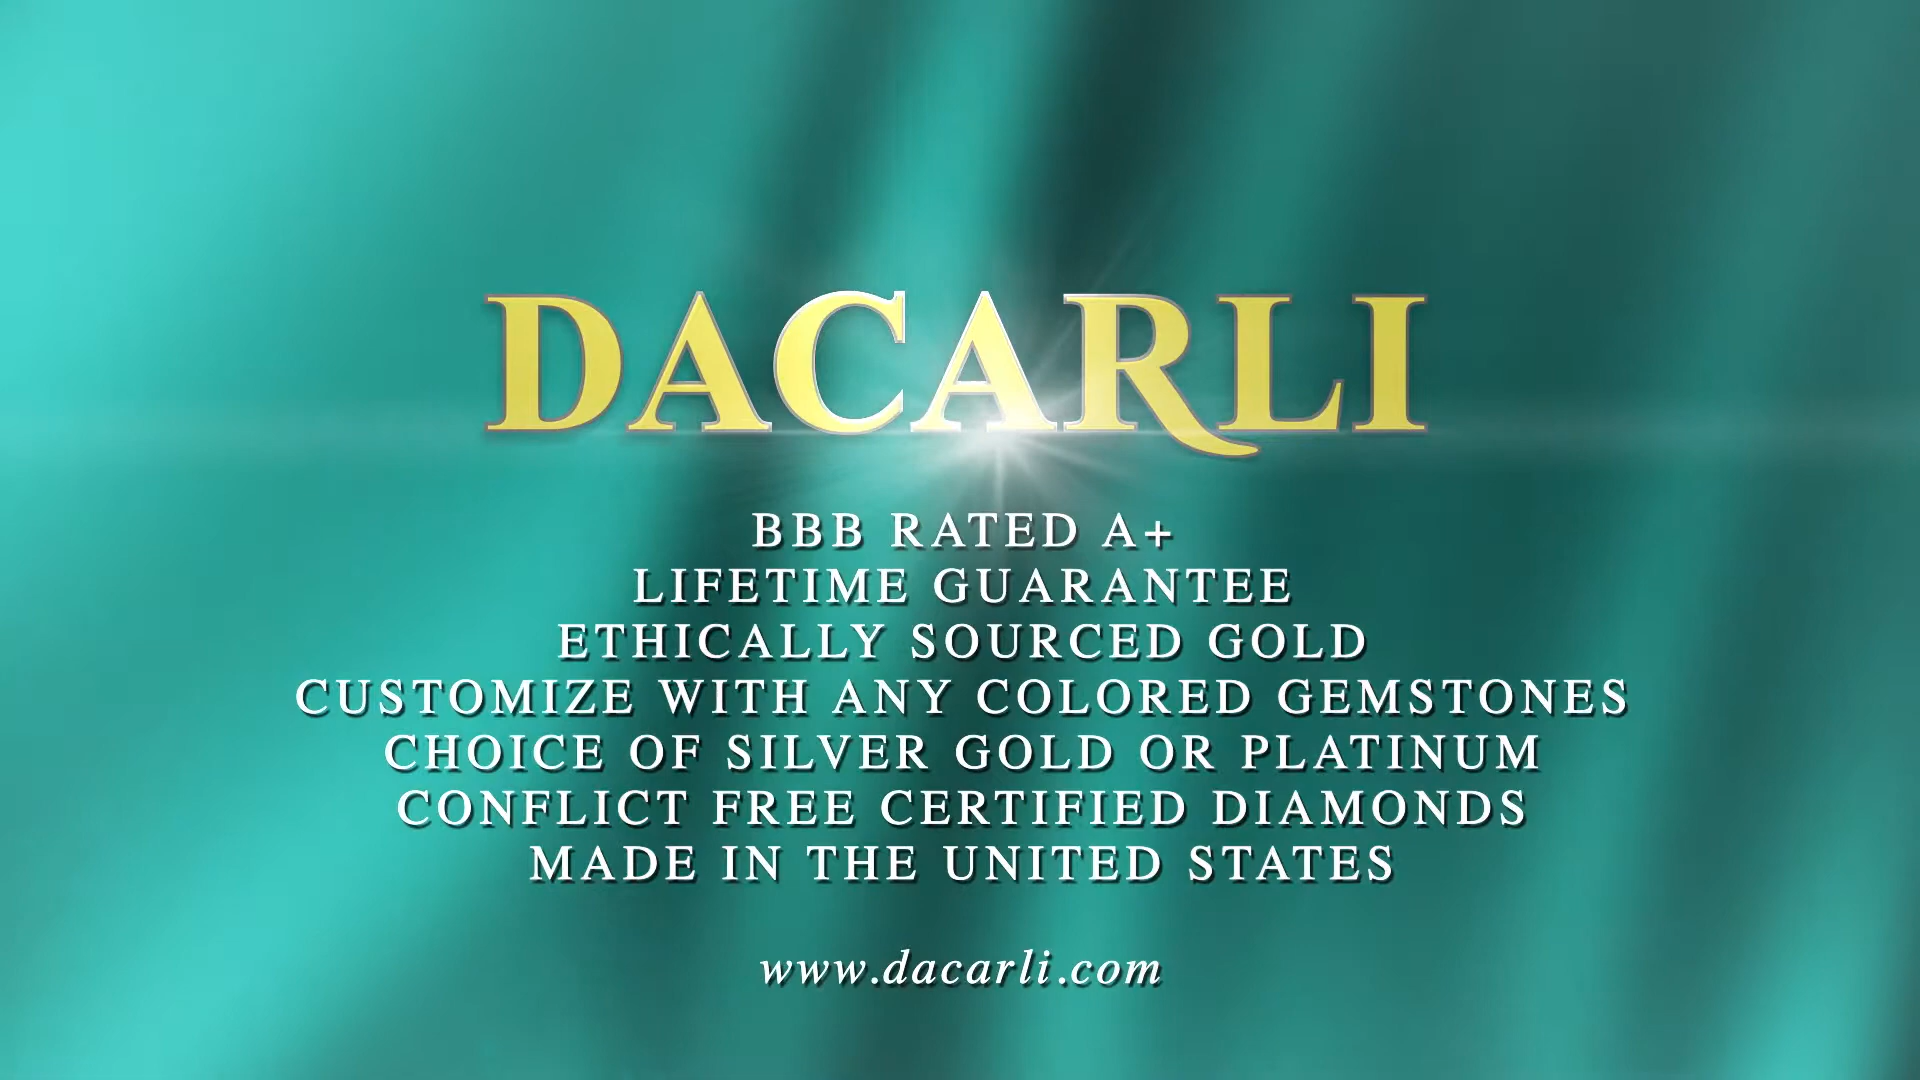 DACARLI
BBB RATED A+
LIFETIME GUARANTEE
ETHICALLY SOURCED GOLD
CUSTOMIZE WITH ANY COLORED GEMSTONES
CHOICE OF SILVER GOLD OR PLATINUM
CONFLICT FREE CERTIFIED DIAMONDS
MADE IN THE UNITED STATES
www.dacarli.com